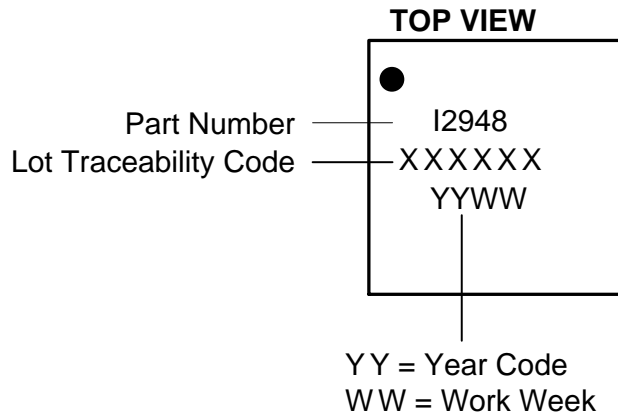 TOP VIEW
Part Number
I2948
Lot Traceability Code
XXXXXX
YYWW
YY = Year Code
WW = Work Week